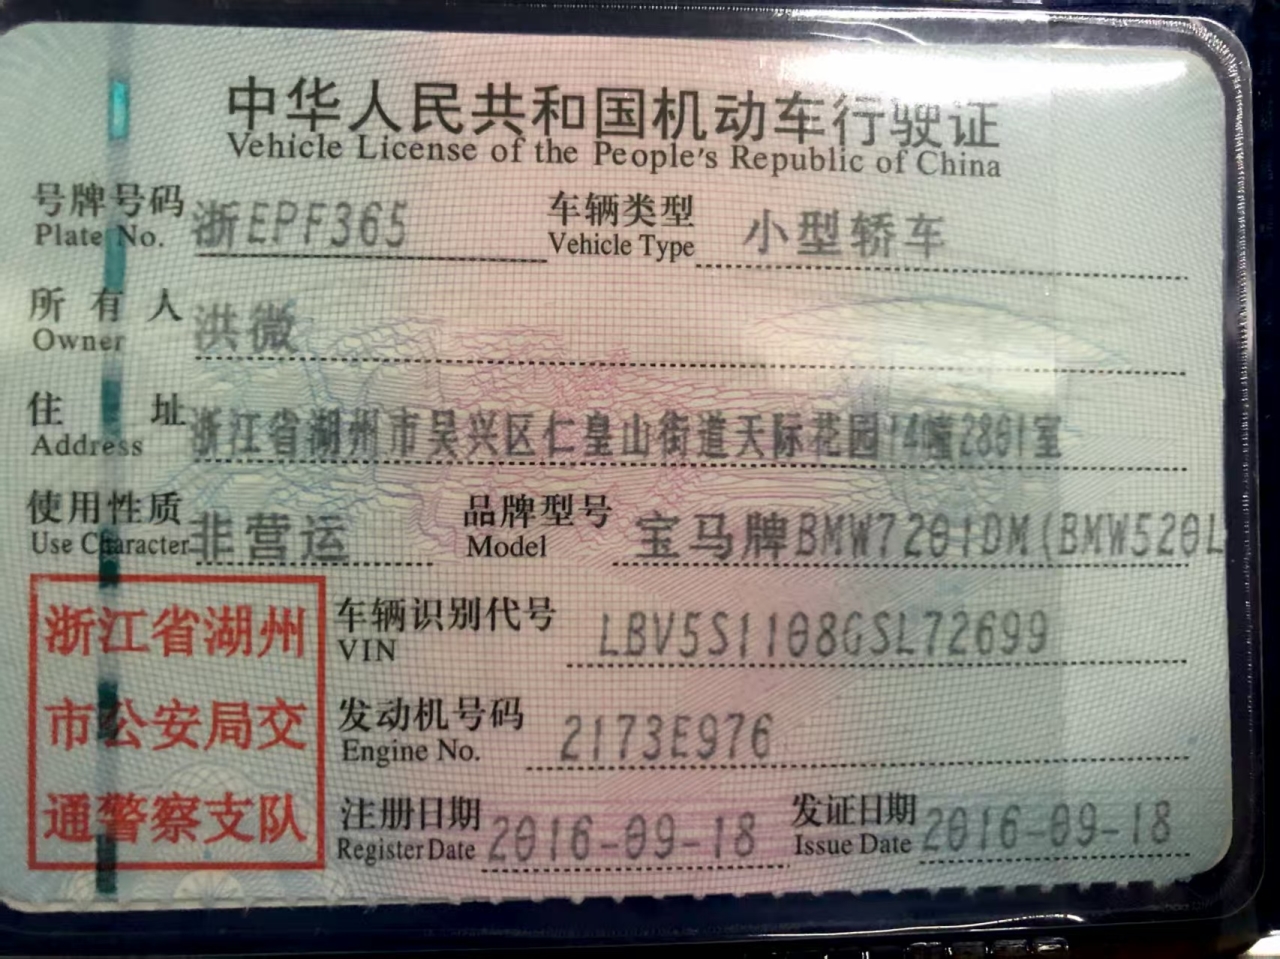 中华人民共和国机动车行驶证
Vehicle License of the People's Republic of China
号牌号码 浙EPF365 车辆类型 小型轿车
Plate No. Vehicle Type
所有人 洪微
Owner
住址 浙江省湖州市吴兴区仁皇山街道天际花园14幢2801室
Address
使用性质 非营运 品牌型号 宝马牌BMW7201DM(BMW520L
Use Character Model
浙江省湖州
市公安局交
通警察支队
车辆识别代号 LBV5S1108GSL72699
VIN
发动机号码 2173E976
Engine No.
注册日期 2016-09-18 发证日期 2016-09-18
Register Date Issue Date